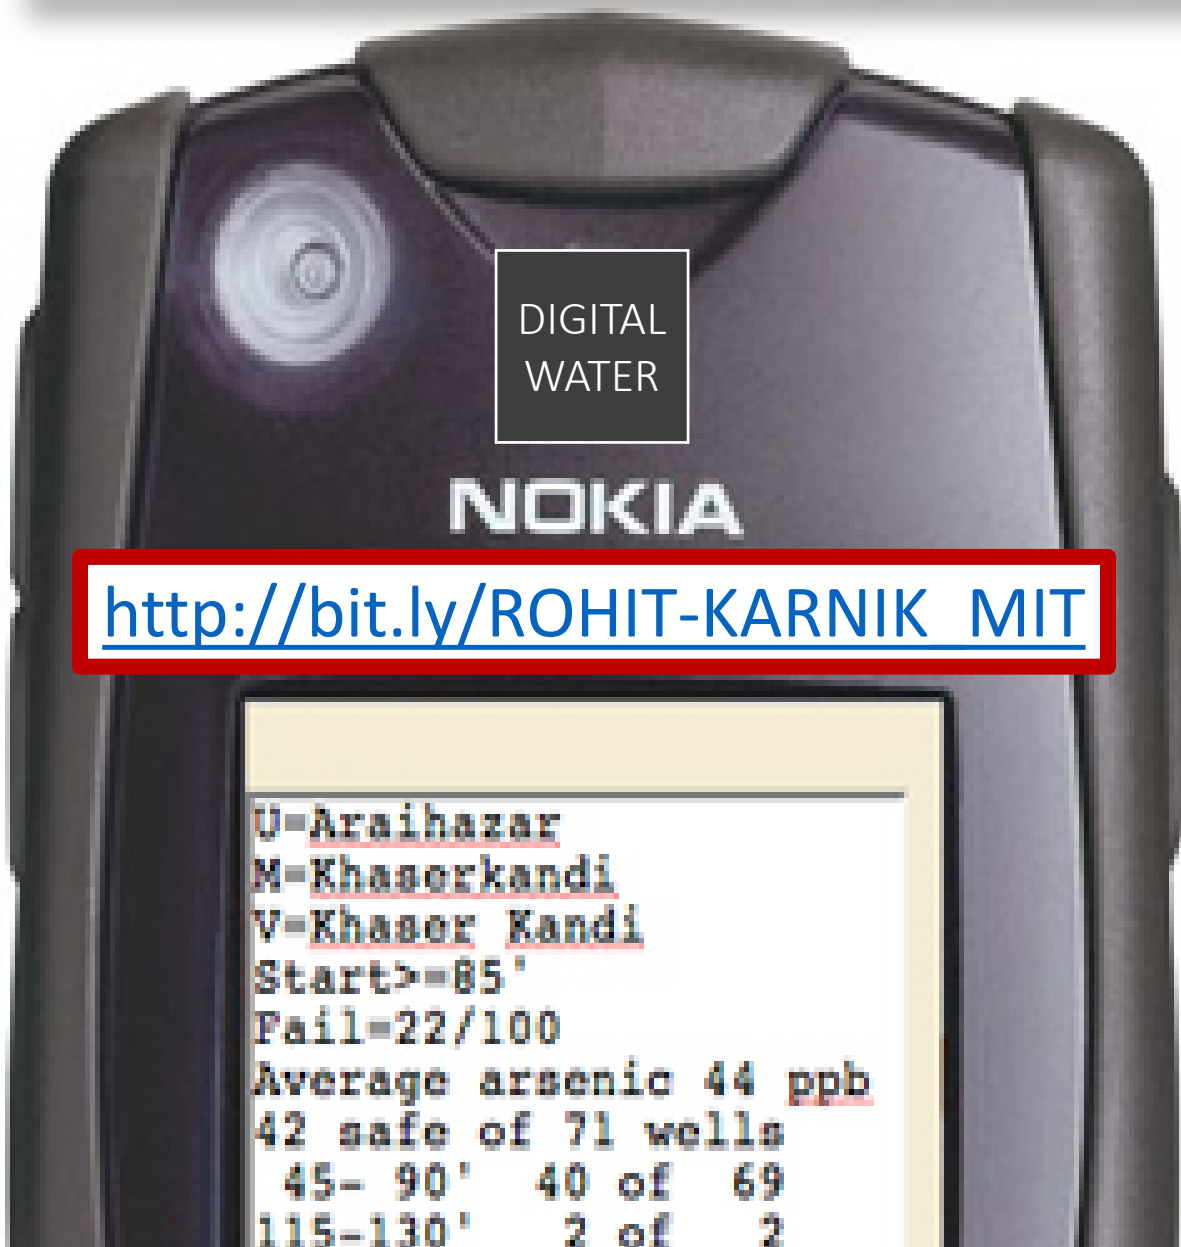 DIGITAL
WATER
NOKIA
http://bit.ly/ROHIT-KARNIK_MIT
U=Araihazar
M=Khaserkandi
V=Khaser Kandi
Start>=85'
Fail=22/100
Average arsenic 44 ppb
42 safe of 71 wells
45- 90' 40 of 69
115-130' 2 of 2